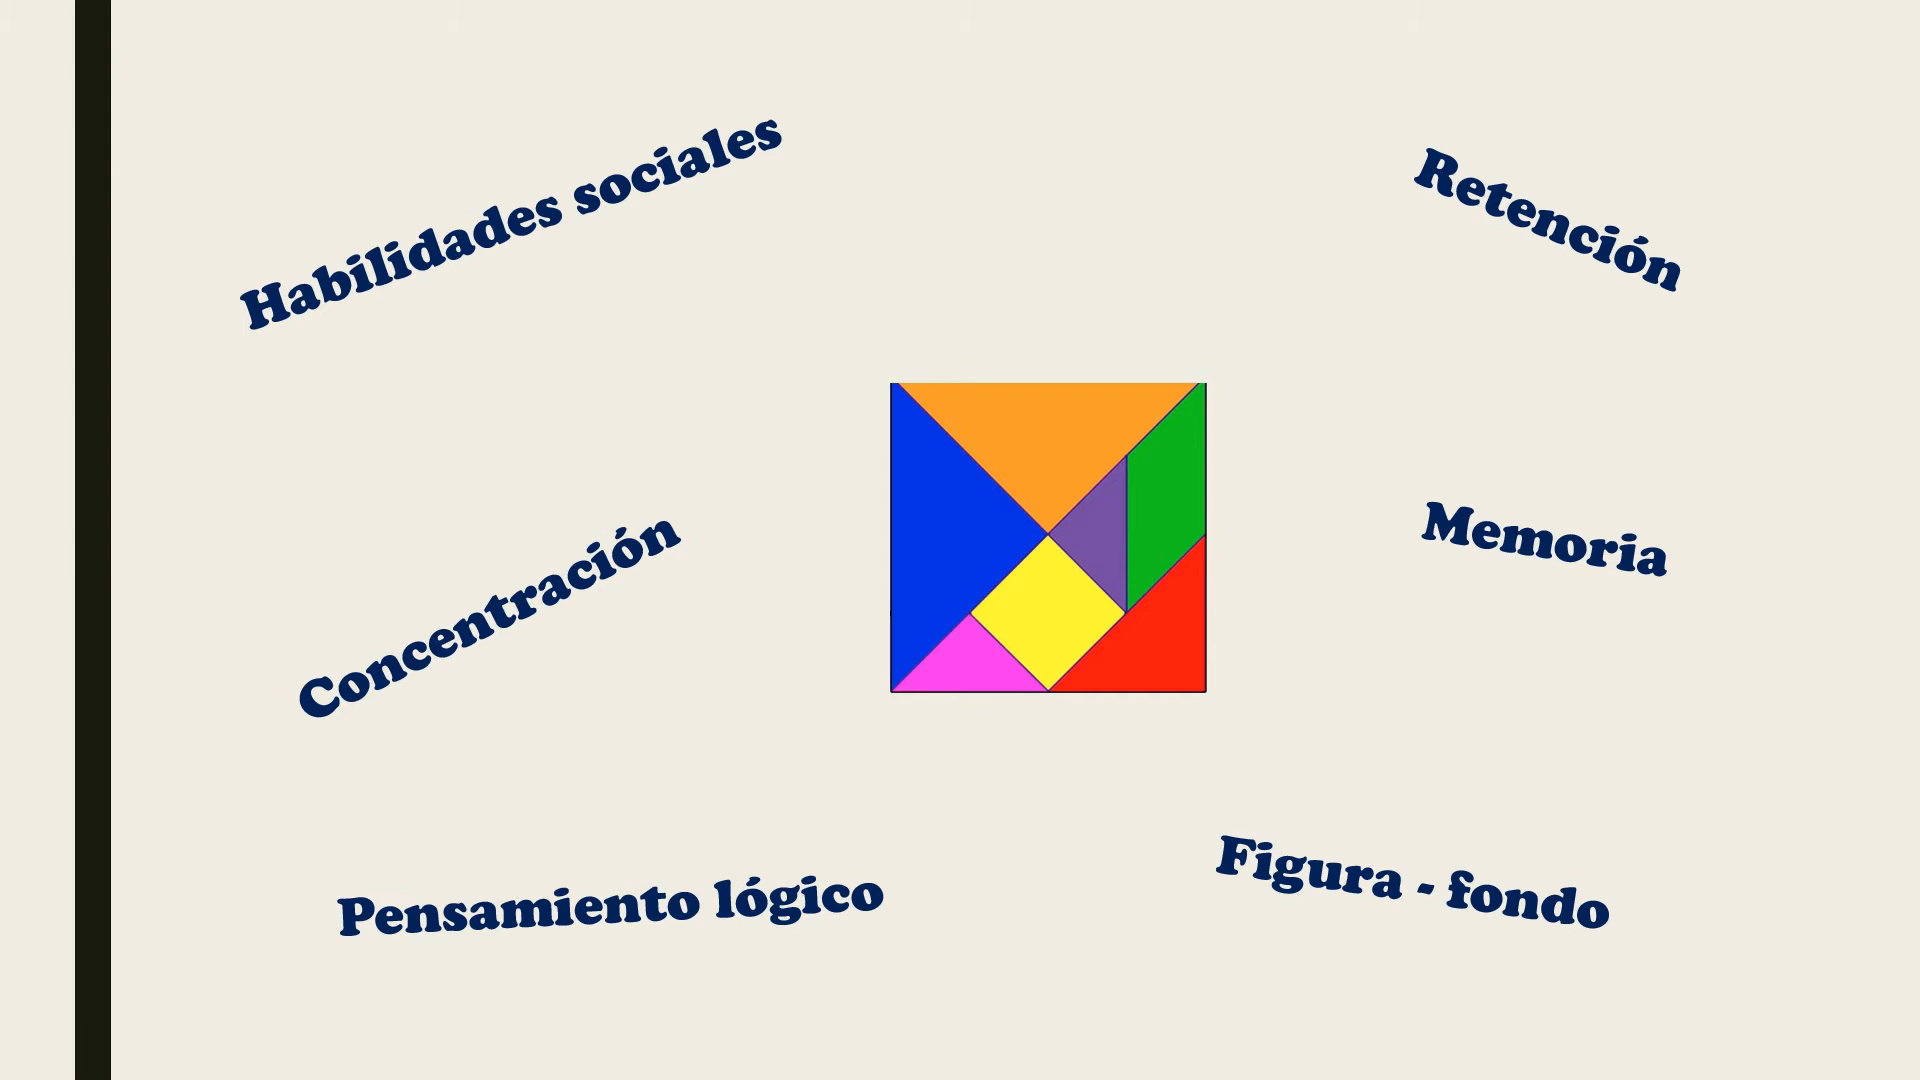 Habilidades sociales
Retención
Concentración
Memoria
Pensamiento lógico
Figura - fondo